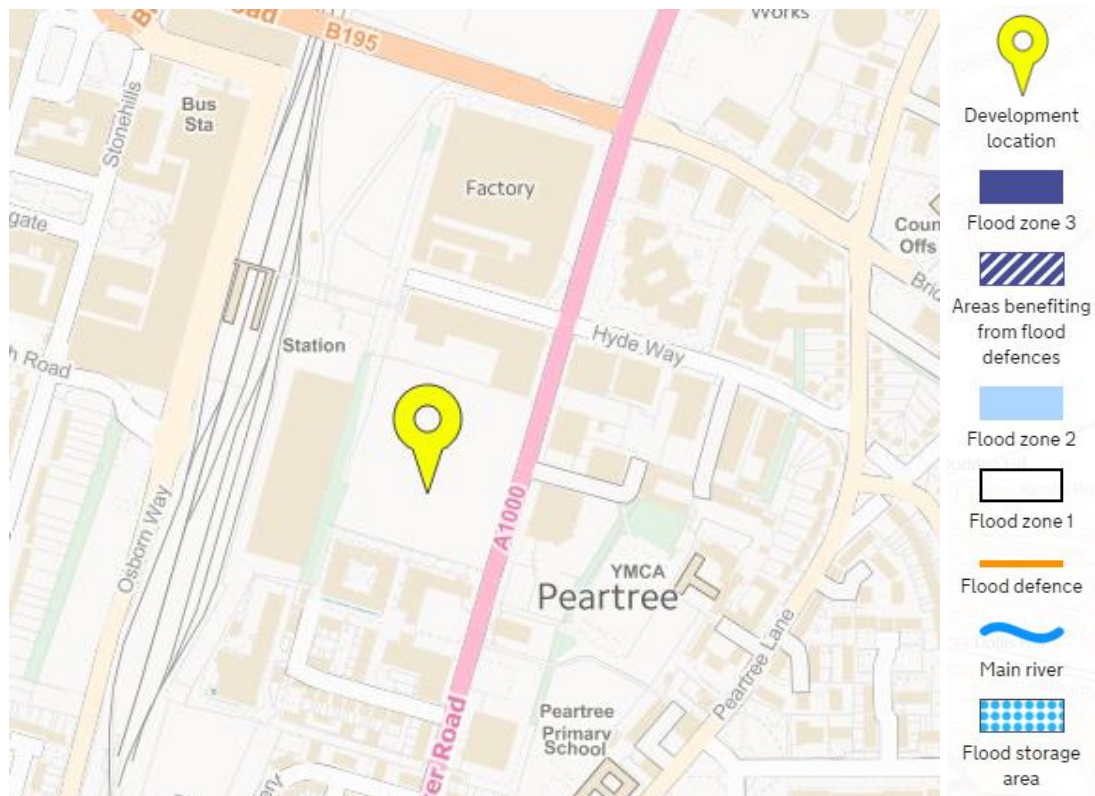 B195
Works
Bus
Sta
Stonehills
Factory
gate
Coun
Offs
Hyde Way
Station
Osborn Way
A1000
YMCA
Peartree
Peartree Lane
Peartree
Primary
School
er Road
Development
location
Flood zone 3
Areas benefiting
from flood
defences
Flood zone 2
Flood zone 1
Flood defence
Main river
Flood storage
area